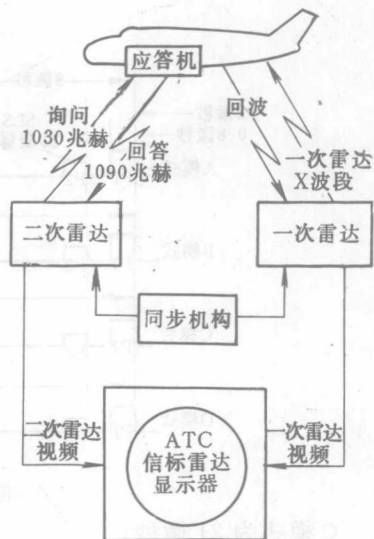 应答机
询问
1030兆赫
回答
1090兆赫
回波
一次雷达
X波段
二次雷达
一次雷达
同步机构
二次雷达
视频
ATC
信标雷达
显示器
一次雷达
视频